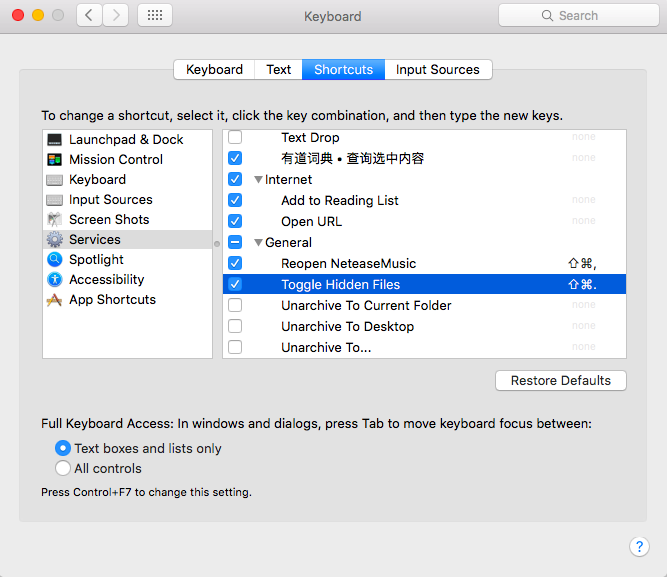 Keyboard
Search
Keyboard Text Shortcuts Input Sources
To change a shortcut, select it, click the key combination, and then type the new keys.
Launchpad & Dock
Mission Control
Keyboard
Input Sources
Screen Shots
Services
Spotlight
Accessibility
App Shortcuts
Text Drop none
有道词典 • 查询选中内容 none
Internet
Add to Reading List none
Open URL none
General
Reopen NeteaseMusic ⇧⌘,
Toggle Hidden Files ⇧⌘.
Unarchive To Current Folder none
Unarchive To Desktop none
Unarchive To... none
Restore Defaults
Full Keyboard Access: In windows and dialogs, press Tab to move keyboard focus between:
Text boxes and lists only
All controls
Press Control+F7 to change this setting.
?